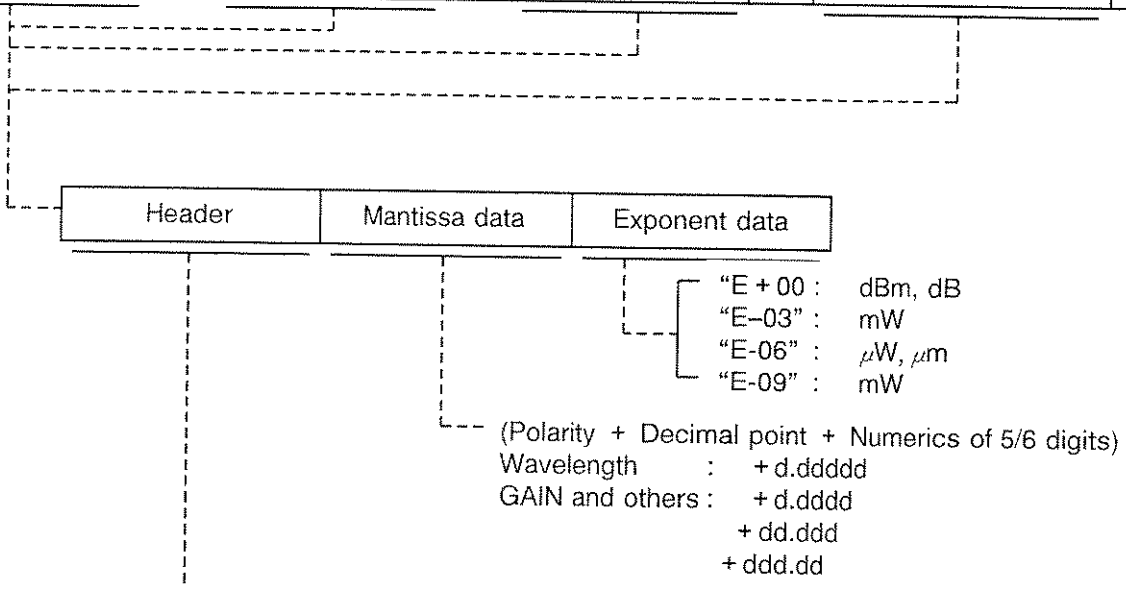 Header Mantissa data Exponent data
“E + 00 : dBm, dB
“E–03” : mW
“E-06” : μW, μm
“E-09” : mW
(Polarity + Decimal point + Numerics of 5/6 digits)
Wavelength : +d.ddddd
GAIN and others : +d.dddd
+dd.ddd
+ddd.dd